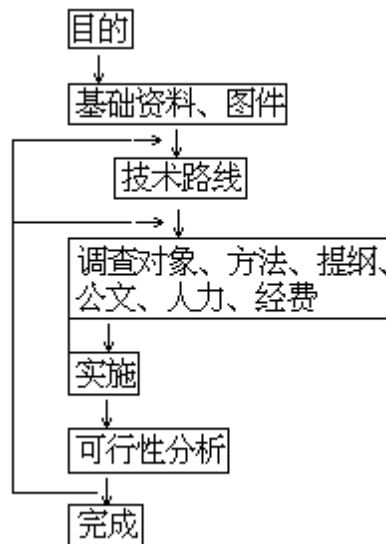 目的
基础资料、图件
技术路线
调查对象、方法、提纲、
公文、人力、经费
实施
可行性分析
完成